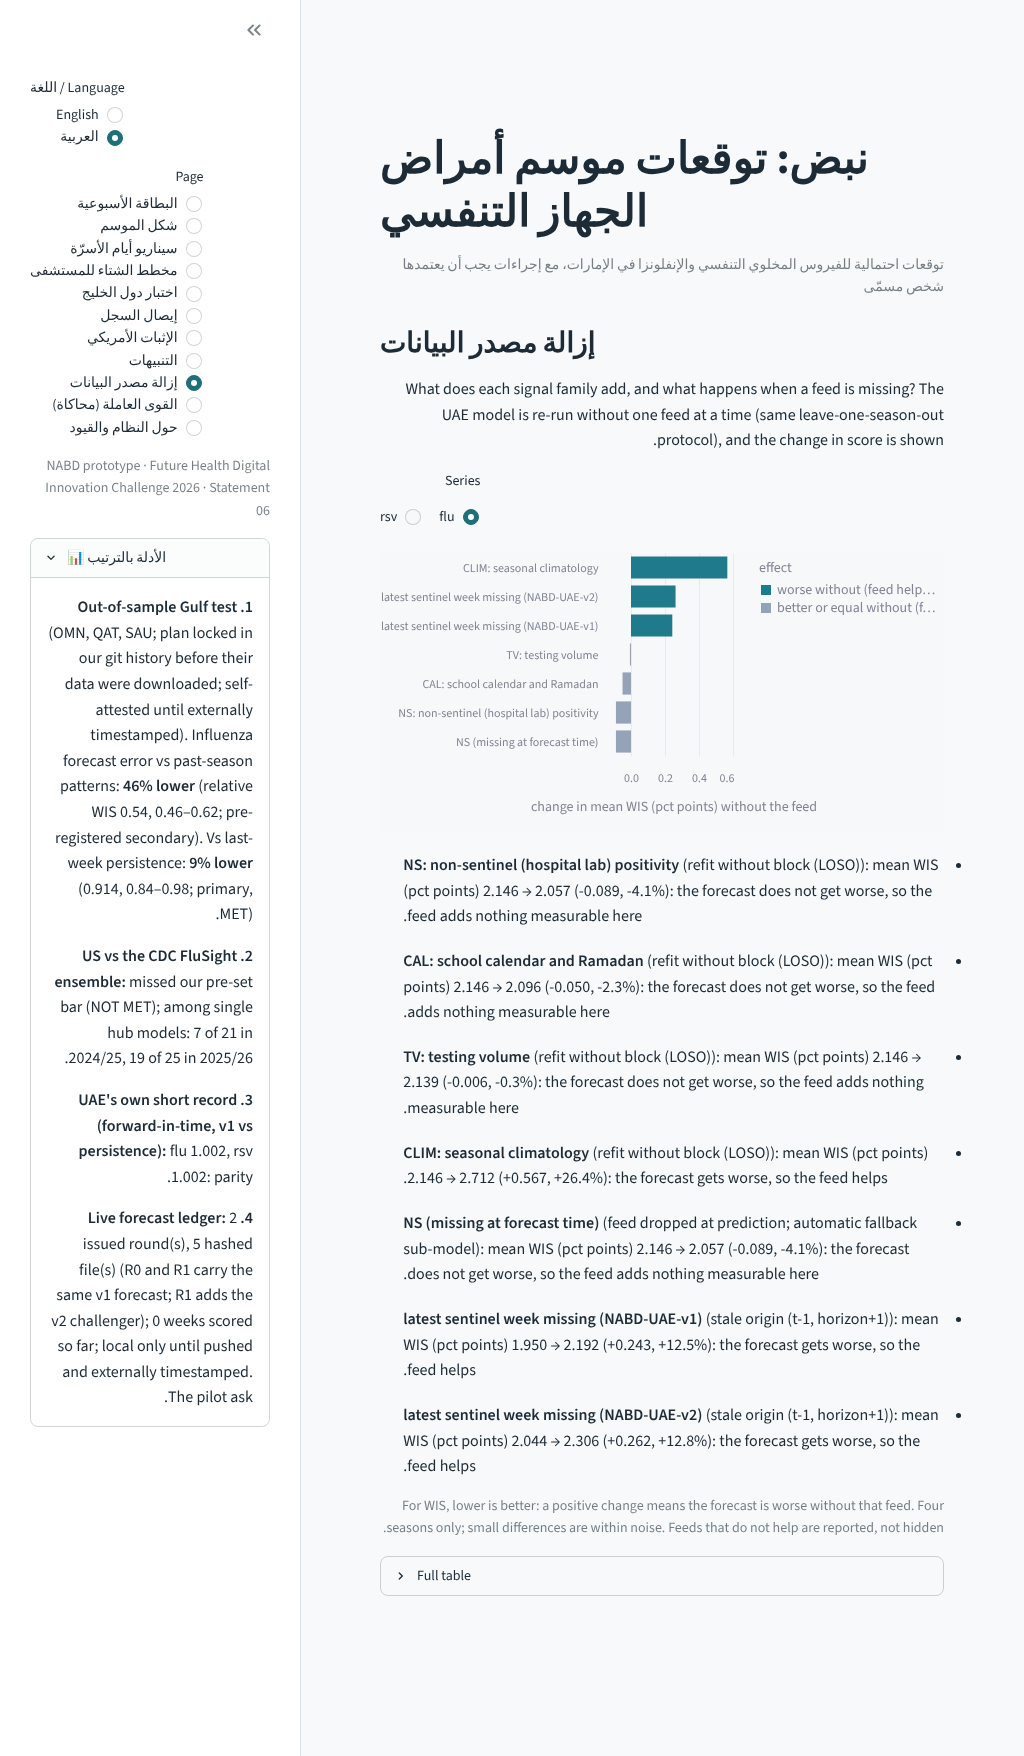 اللغة / Language
English
العربية
Page
البطاقة الأسبوعية
شكل الموسم
سيناريو أيام الأسرّة
مخطط الشتاء للمستشفى
اختبار دول الخليج
إيصال السجل
الإثبات الأمريكي
التنبيهات
إزالة مصدر البيانات
القوى العاملة (محاكاة)
حول النظام والقيود
NABD prototype · Future Health Digital
Innovation Challenge 2026 · Statement
06
📊 الأدلة بالترتيب
1. Out-of-sample Gulf test
(OMN, QAT, SAU; plan locked in
our git history before their
data were downloaded; self-
attested until externally
timestamped). Influenza
forecast error vs past-season
patterns: 46% lower (relative
WIS 0.54, 0.46–0.62; pre-
registered secondary). Vs last-
week persistence: 9% lower
(0.914, 0.84–0.98; primary,
MET).
2. US vs the CDC FluSight
ensemble: missed our pre-set
bar (NOT MET); among single
hub models: 7 of 21 in
2024/25, 19 of 25 in 2025/26.
3. UAE's own short record
(forward-in-time, v1 vs
persistence): flu 1.002, rsv
1.002: parity.
4. Live forecast ledger: 2
issued round(s), 5 hashed
file(s) (R0 and R1 carry the
same v1 forecast; R1 adds the
v2 challenger); 0 weeks scored
so far; local only until pushed
and externally timestamped.
The pilot ask.
نبض: توقعات موسم أمراض
الجهاز التنفسي
توقعات احتمالية للفيروس المخلوي التنفسي والإنفلونزا في الإمارات، مع إجراءات يجب أن يعتمدها
شخص مسمّى
إزالة مصدر البيانات
What does each signal family add, and what happens when a feed is missing? The
UAE model is re-run without one feed at a time (same leave-one-season-out
protocol), and the change in score is shown.
Series
rsv flu
CLIM: seasonal climatology
latest sentinel week missing (NABD-UAE-v2)
latest sentinel week missing (NABD-UAE-v1)
TV: testing volume
CAL: school calendar and Ramadan
NS: non-sentinel (hospital lab) positivity
NS (missing at forecast time)
0.0 0.2 0.4 0.6
change in mean WIS (pct points) without the feed
effect
worse without (feed help…
better or equal without (f…
NS: non-sentinel (hospital lab) positivity (refit without block (LOSO)): mean WIS
(pct points) 2.146 → 2.057 (-0.089, -4.1%): the forecast does not get worse, so the
feed adds nothing measurable here.
CAL: school calendar and Ramadan (refit without block (LOSO)): mean WIS (pct
points) 2.146 → 2.096 (-0.050, -2.3%): the forecast does not get worse, so the feed
adds nothing measurable here.
TV: testing volume (refit without block (LOSO)): mean WIS (pct points) 2.146 →
2.139 (-0.006, -0.3%): the forecast does not get worse, so the feed adds nothing
measurable here.
CLIM: seasonal climatology (refit without block (LOSO)): mean WIS (pct points)
2.146 → 2.712 (+0.567, +26.4%): the forecast gets worse, so the feed helps.
NS (missing at forecast time) (feed dropped at prediction; automatic fallback
sub-model): mean WIS (pct points) 2.146 → 2.057 (-0.089, -4.1%): the forecast
does not get worse, so the feed adds nothing measurable here.
latest sentinel week missing (NABD-UAE-v1) (stale origin (t-1, horizon+1)): mean
WIS (pct points) 1.950 → 2.192 (+0.243, +12.5%): the forecast gets worse, so the
feed helps.
latest sentinel week missing (NABD-UAE-v2) (stale origin (t-1, horizon+1)): mean
WIS (pct points) 2.044 → 2.306 (+0.262, +12.8%): the forecast gets worse, so the
feed helps.
For WIS, lower is better: a positive change means the forecast is worse without that feed. Four
seasons only; small differences are within noise. Feeds that do not help are reported, not hidden.
Full table